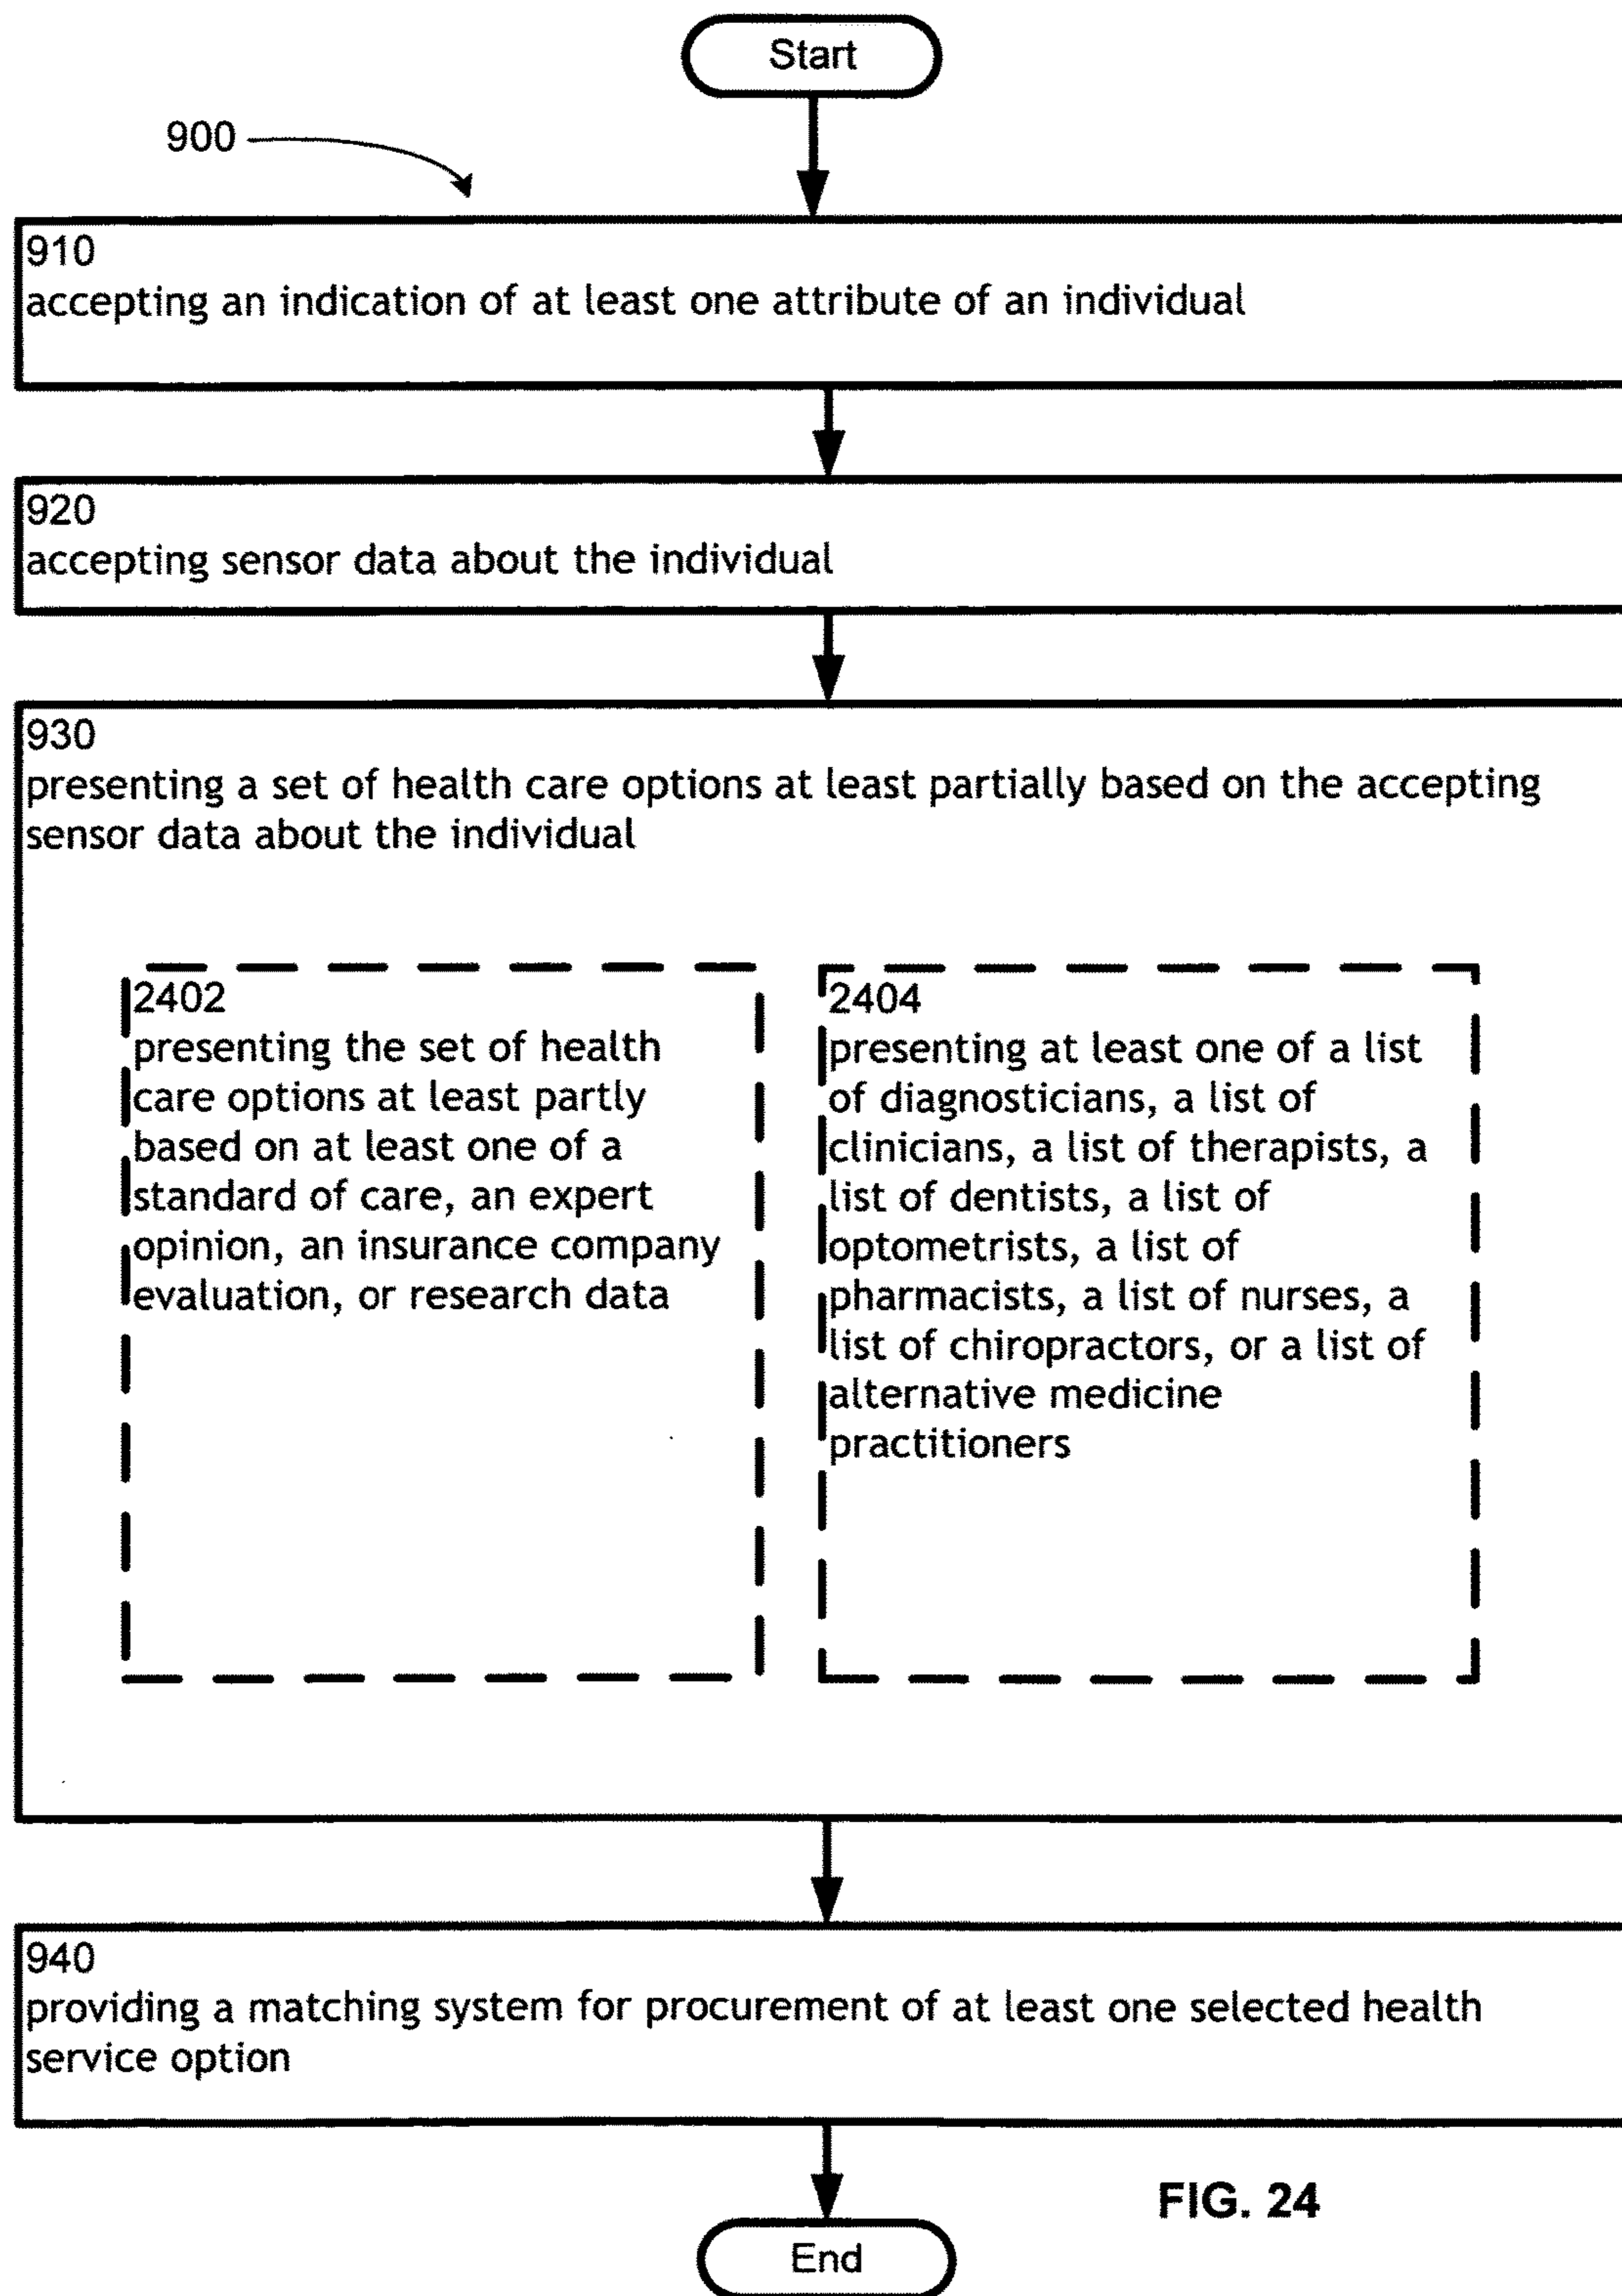 Start
900
910
accepting an indication of at least one attribute of an individual
920
accepting sensor data about the individual
930
presenting a set of health care options at least partially based on the accepting
sensor data about the individual
2402
presenting the set of health
care options at least partly
based on at least one of a
standard of care, an expert
opinion, an insurance company
evaluation, or research data
2404
presenting at least one of a list
of diagnosticians, a list of
clinicians, a list of therapists, a
list of dentists, a list of
optometrists, a list of
pharmacists, a list of nurses, a
list of chiropractors, or a list of
alternative medicine
practitioners
940
providing a matching system for procurement of at least one selected health
service option
FIG. 24
End